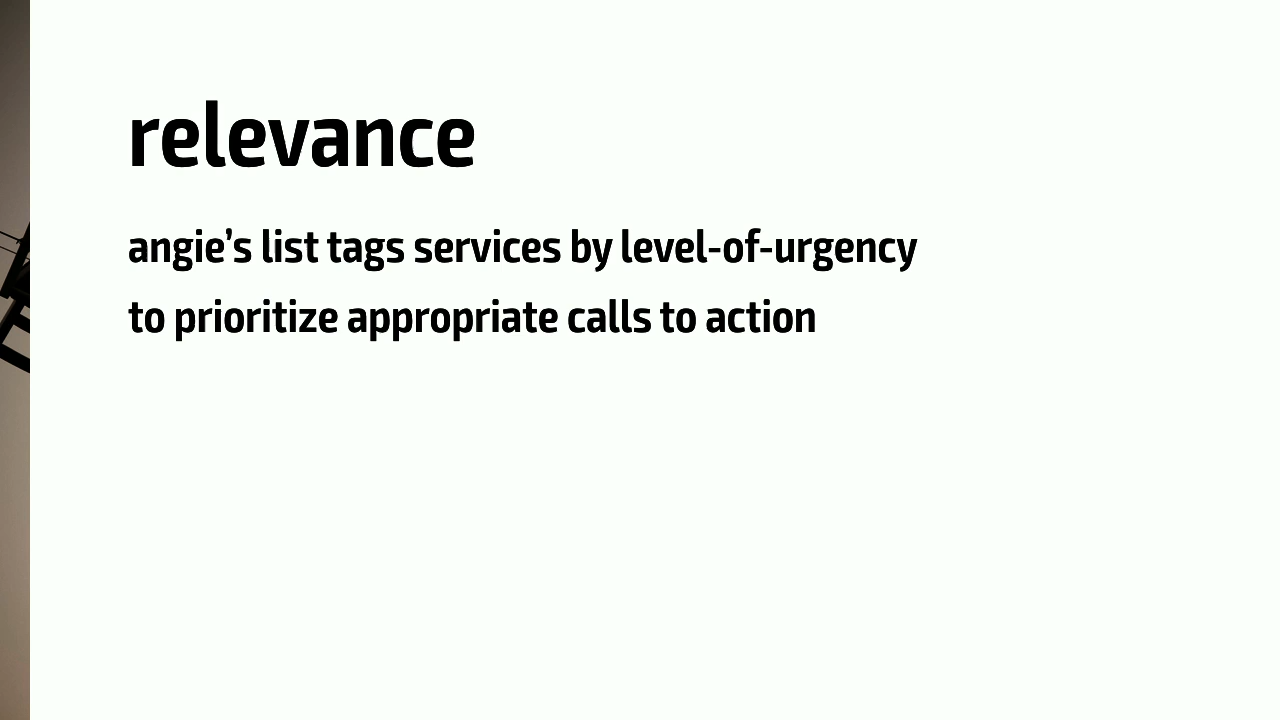 relevance
angie’s list tags services by level-of-urgency
to prioritize appropriate calls to action